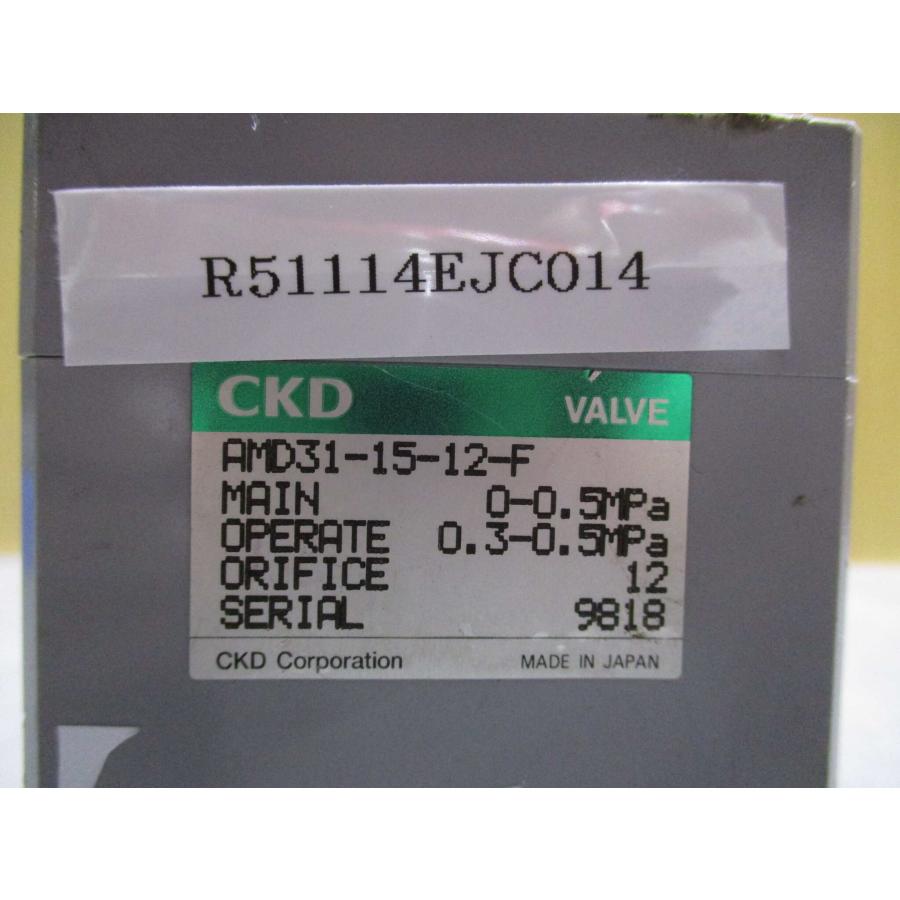 R51114EJC014
CKD VALVE
AMD31-15-12-F
MAIN 0-0.5MPa
OPERATE 0.3-0.5MPa
ORIFICE 12
SERIAL 9818
CKD Corporation MADE IN JAPAN